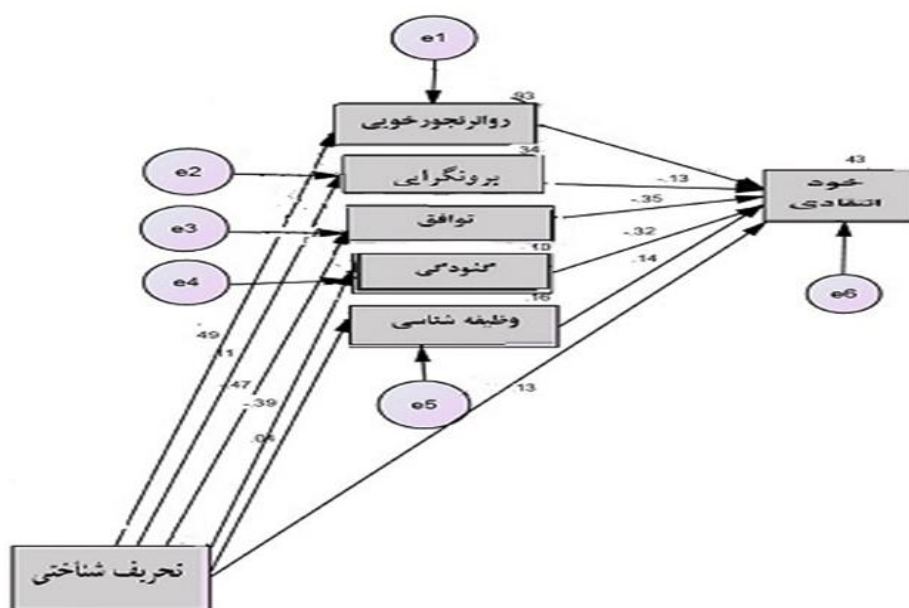 e1
.93
روانرنجورخویی
.34
e2
برونگرایی
-.13
43
خود
انتقادی
-.35
e3
توافق
-.32
.10
گشودگی
.14
e4
.16
وظیفه شناسی
e6
.49
.11
-.47
-.39
.04
e5
.13
تحریف شناختی